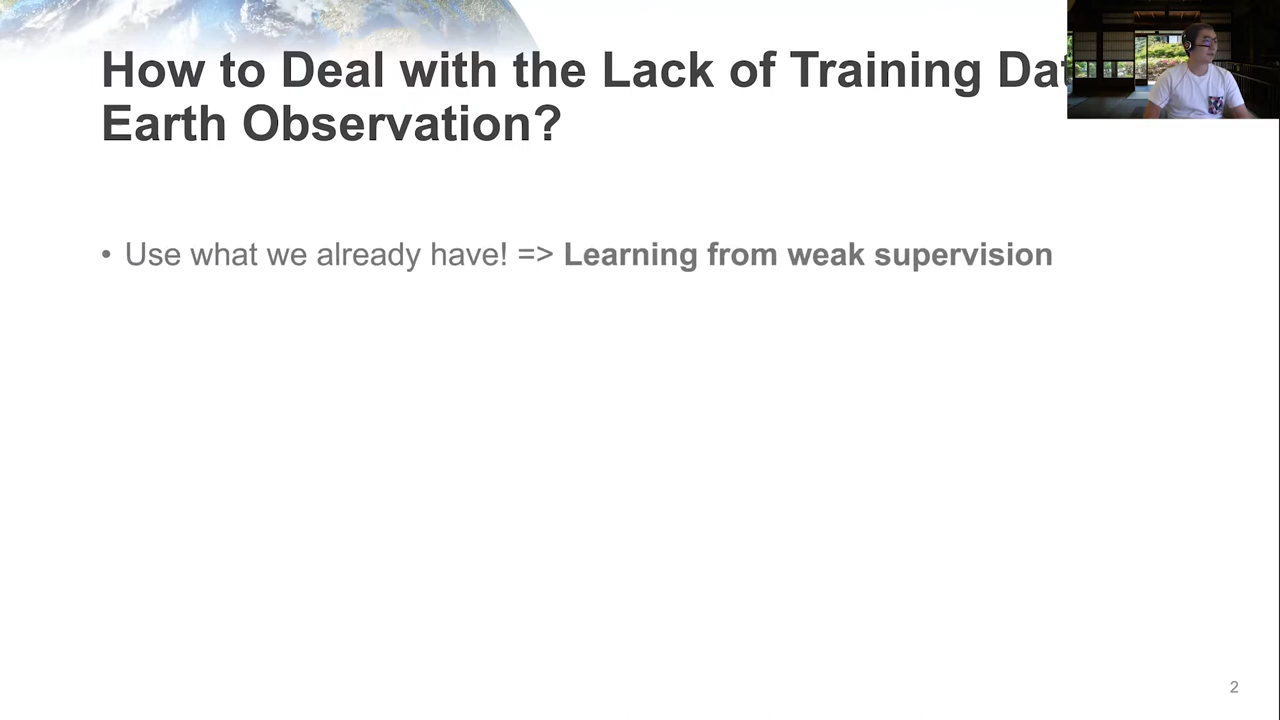 How to Deal with the Lack of Training Dat
Earth Observation?
• Use what we already have! => Learning from weak supervision
2